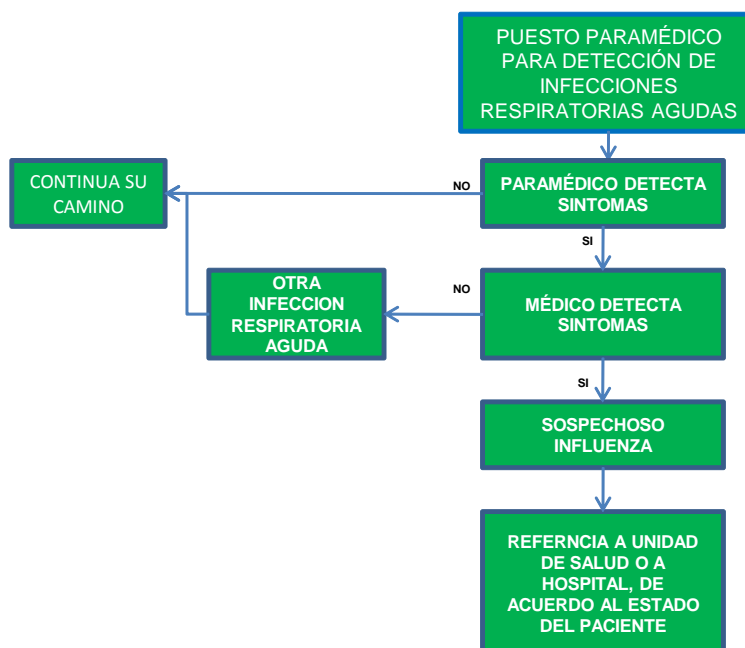 PUESTO PARAMÉDICO
PARA DETECCIÓN DE
INFECCIONES
RESPIRATORIAS AGUDAS
CONTINUA SU
CAMINO
NO
PARAMÉDICO DETECTA
SINTOMAS
SI
OTRA
INFECCION
RESPIRATORIA
AGUDA
NO
MÉDICO DETECTA
SINTOMAS
SI
SOSPECHOSO
INFLUENZA
REFERNCIA A UNIDAD
DE SALUD O A
HOSPITAL, DE
ACUERDO AL ESTADO
DEL PACIENTE